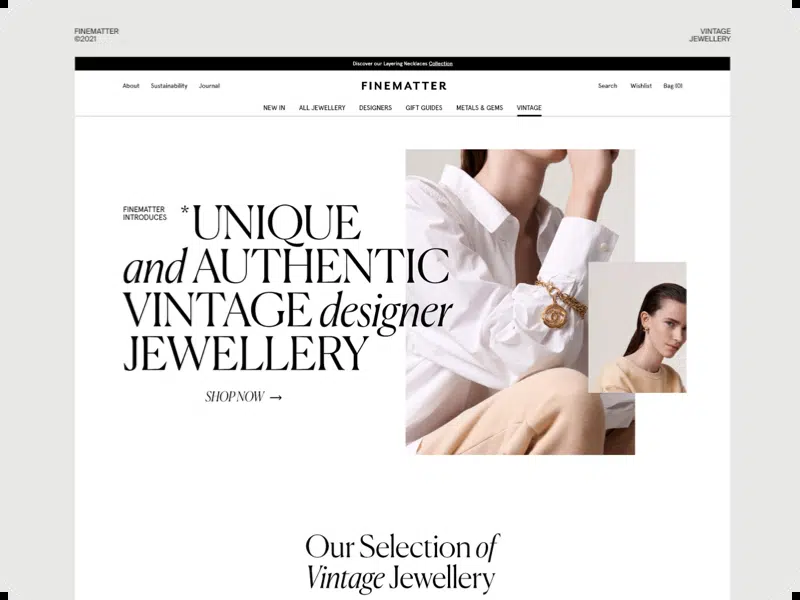 FINEMATTER
©2021
VINTAGE
JEWELLERY
Discover our Layering Necklaces Collection
About Sustainability Journal
FINEMATTER
Search Wishlist Bag (0)
NEW IN ALL JEWELLERY DESIGNERS GIFT GUIDES METALS & GEMS VINTAGE
FINEMATTER
INTRODUCES
*UNIQUE
and AUTHENTIC
VINTAGE designer
JEWELLERY
SHOP NOW →
Our Selection of
Vintage Jewellery